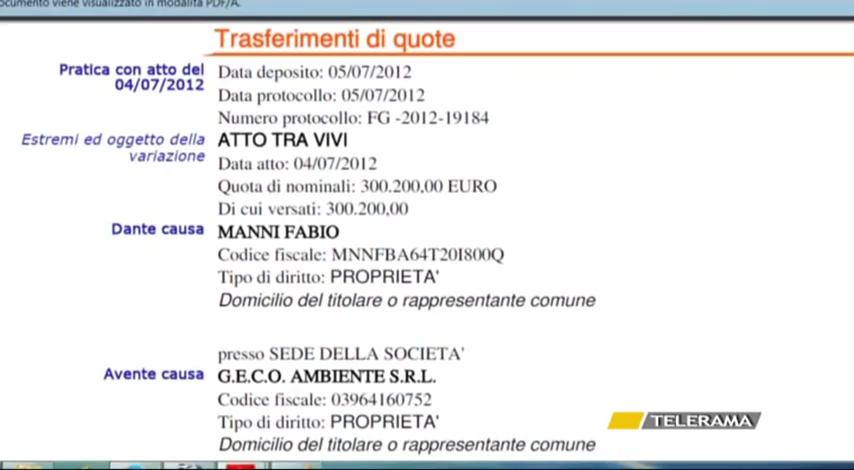 ocumento viene visualizzato in modalità PDF/A.
Trasferimenti di quote
Pratica con atto del
04/07/2012
Data deposito: 05/07/2012
Data protocollo: 05/07/2012
Numero protocollo: FG -2012-19184
Estremi ed oggetto della
variazione
ATTO TRA VIVI
Data atto: 04/07/2012
Quota di nominali: 300.200,00 EURO
Di cui versati: 300.200,00
Dante causa
MANNI FABIO
Codice fiscale: MNNFBA64T20I800Q
Tipo di diritto: PROPRIETA'
Domicilio del titolare o rappresentante comune
presso SEDE DELLA SOCIETA'
Avente causa
G.E.C.O. AMBIENTE S.R.L.
Codice fiscale: 03964160752
Tipo di diritto: PROPRIETA'
Domicilio del titolare o rappresentante comune
TELERAMA